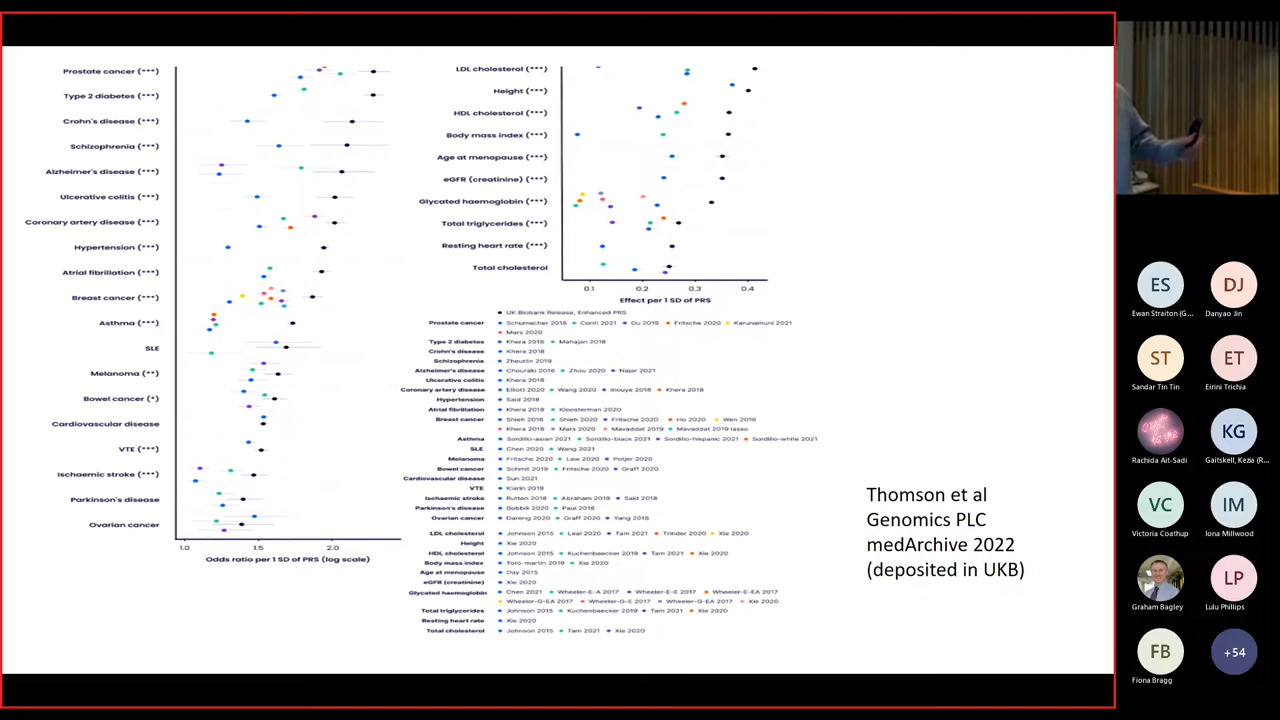 Prostate cancer (***)
Type 2 diabetes (***)
Crohn's disease (***)
Schizophrenia (***)
Alzheimer's disease (***)
Ulcerative colitis (***)
Coronary artery disease (***)
Hypertension (***)
Atrial fibrillation (***)
Breast cancer (***)
Asthma (***)
SLE
Melanoma (**)
Bowel cancer (*)
Cardiovascular disease
VTE (***)
Ischaemic stroke (***)
Parkinson's disease
Ovarian cancer
1.0 1.5 2.0
Odds ratio per 1 SD of PRS (log scale)
LDL cholesterol (***)
Height (***)
HDL cholesterol (***)
Body mass index (***)
Age at menopause (***)
eGFR (creatinine) (***)
Glycated haemoglobin (***)
Total triglycerides (***)
Resting heart rate (***)
Total cholesterol
0.1 0.2 0.3 0.4
Effect per 1 SD of PRS
UK Biobank Release, Enhanced PRS
Prostate cancer Schumacher 2018 Conti 2021 Du 2019 Fritsche 2020 Karunamuni 2021
Mars 2020
Type 2 diabetes Khera 2018 Mahajan 2018
Crohn's disease Khera 2018
Schizophrenia Zheutlin 2019
Alzheimer's disease Chouraki 2016 Zhou 2020 Najar 2021
Ulcerative colitis Khera 2018
Coronary artery disease Elliott 2020 Wang 2020 Inouye 2018 Khera 2018
Hypertension Said 2018
Atrial fibrillation Khera 2018 Kloosterman 2020
Breast cancer Shieh 2016 Shieh 2020 Fritsche 2020 Ho 2020 Wen 2016
Khera 2018 Mars 2020 Mavaddat 2019 Mavaddat 2019 lasso
Asthma Sordillo-asian 2021 Sordillo-black 2021 Sordillo-hispanic 2021 Sordillo-white 2021
SLE Chen 2020 Wang 2021
Melanoma Fritsche 2020 Law 2020 Potjer 2020
Bowel cancer Schmit 2019 Fritsche 2020 Graff 2020
Cardiovascular disease Sun 2021
VTE Klarin 2019
Ischaemic stroke Rutten 2018 Abraham 2019 Said 2018
Parkinson's disease Bobbili 2020 Paul 2018
Ovarian cancer Dareng 2020 Graff 2020 Yang 2018
LDL cholesterol Johnson 2015 Leal 2020 Tam 2021 Trinder 2020 Xie 2020
Height Xie 2020
HDL cholesterol Johnson 2015 Kuchenbaecker 2019 Tam 2021 Xie 2020
Body mass index Toro-martin 2019 Xie 2020
Age at menopause Day 2015
eGFR (creatinine) Xie 2020
Glycated haemoglobin Chen 2021 Wheeler-E-A 2017 Wheeler-E-E 2017 Wheeler-E-EA 2017
Wheeler-G-EA 2017 Wheeler-G-E 2017 Wheeler-G-EA 2017 Xie 2020
Total triglycerides Johnson 2015 Kuchenbaecker 2019 Tam 2021 Xie 2020
Resting heart rate Xie 2020
Total cholesterol Johnson 2015 Tam 2021 Xie 2020
Thomson et al
Genomics PLC
medArchive 2022
(deposited in UKB)
ES DJ
Ewan Straiton (G... Danyao Jin
ST ET
Sandar Tin Tin Eirini Trichia
KG
Rachida Ait-Sadi Gaitskell, Kezia (R...
VC IM
Victoria Coathup Iona Millwood
LP
Graham Bagley Lulu Phillips
FB +54
Fiona Bragg